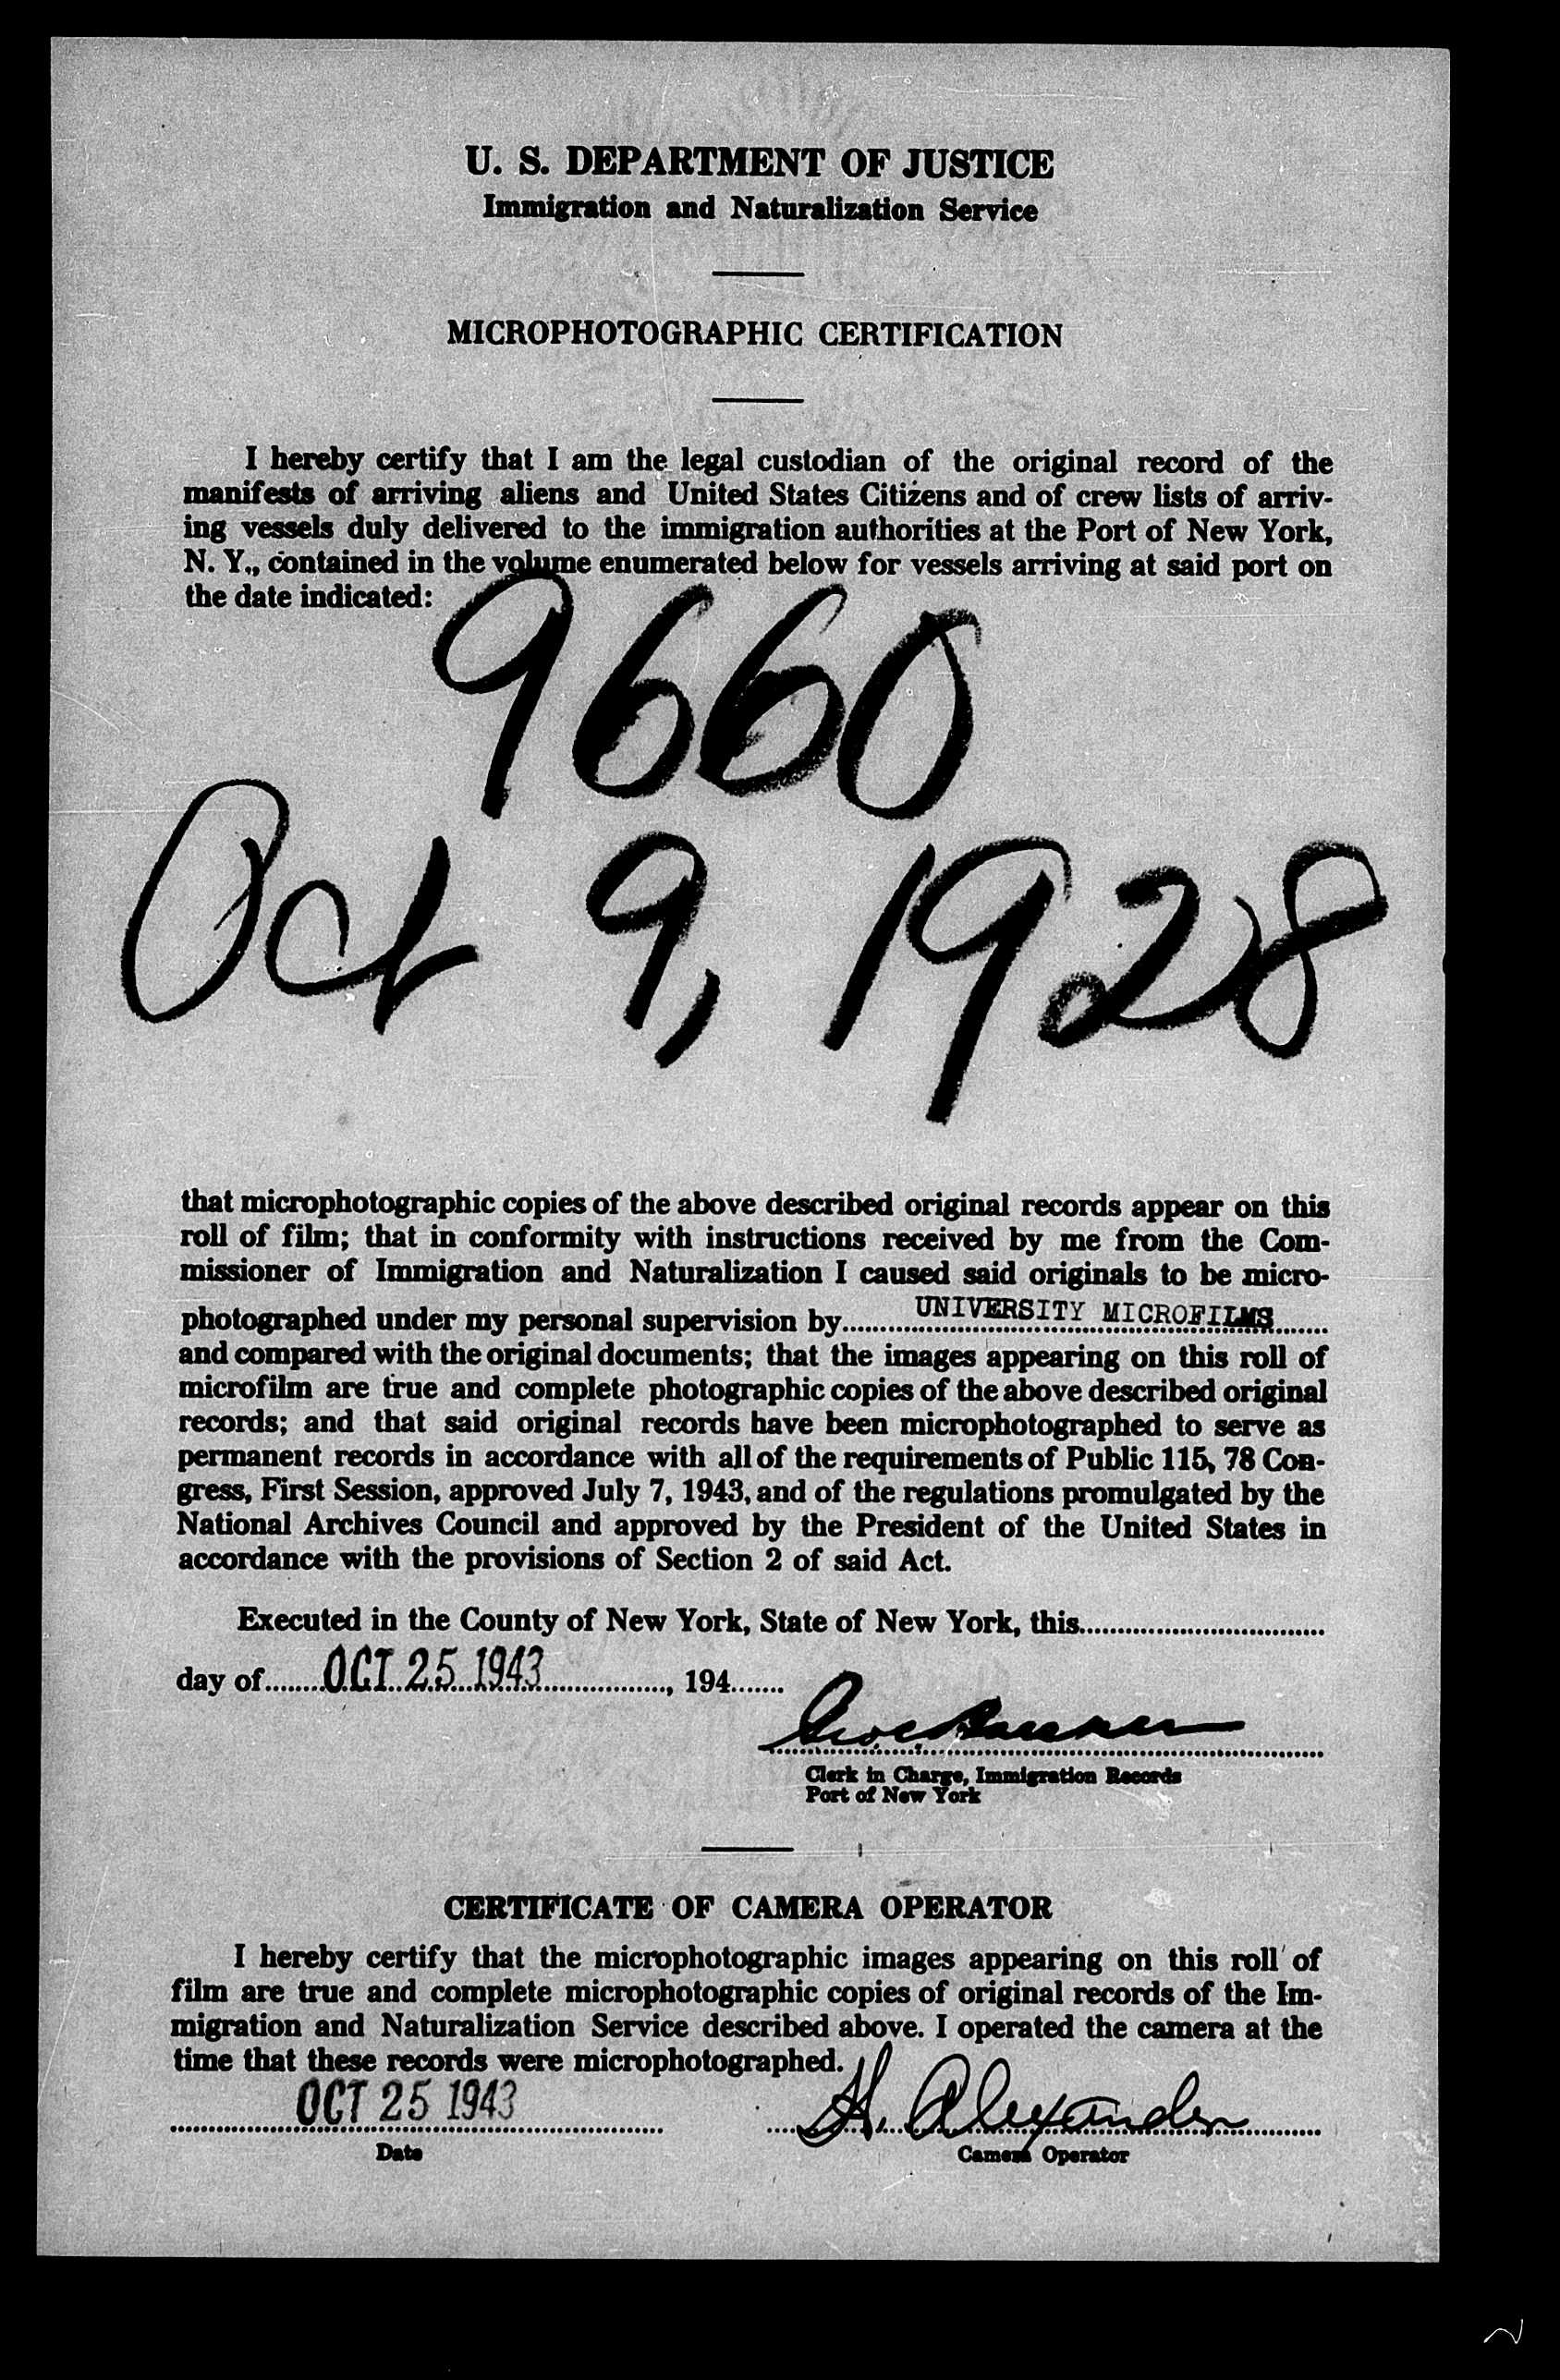 U. S. DEPARTMENT OF JUSTICE
Immigration and Naturalization Service
MICROPHOTOGRAPHIC CERTIFICATION
I hereby certify that I am the legal custodian of the original record of the
manifests of arriving aliens and United States Citizens and of crew lists of arriv-
ing vessels duly delivered to the immigration authorities at the Port of New York,
N. Y., contained in the volume enumerated below for vessels arriving at said port on
the date indicated:
9660
Oct 9, 1928
that microphotographic copies of the above described original records appear on this
roll of film; that in conformity with instructions received by me from the Com-
missioner of Immigration and Naturalization I caused said originals to be micro-
photographed under my personal supervision by UNIVERSITY MICROFILMS
and compared with the original documents; that the images appearing on this roll of
microfilm are true and complete photographic copies of the above described original
records; and that said original records have been microphotographed to serve as
permanent records in accordance with all of the requirements of Public 115, 78 Con-
gress, First Session, approved July 7, 1943, and of the regulations promulgated by the
National Archives Council and approved by the President of the United States in
accordance with the provisions of Section 2 of said Act.
Executed in the County of New York, State of New York, this
day of OCT 25 1943, 194
Clerk in Charge, Immigration Records
Port of New York
CERTIFICATE OF CAMERA OPERATOR
I hereby certify that the microphotographic images appearing on this roll of
film are true and complete microphotographic copies of original records of the Im-
migration and Naturalization Service described above. I operated the camera at the
time that these records were microphotographed.
OCT 25 1943 H. Alexander
Date Camera Operator